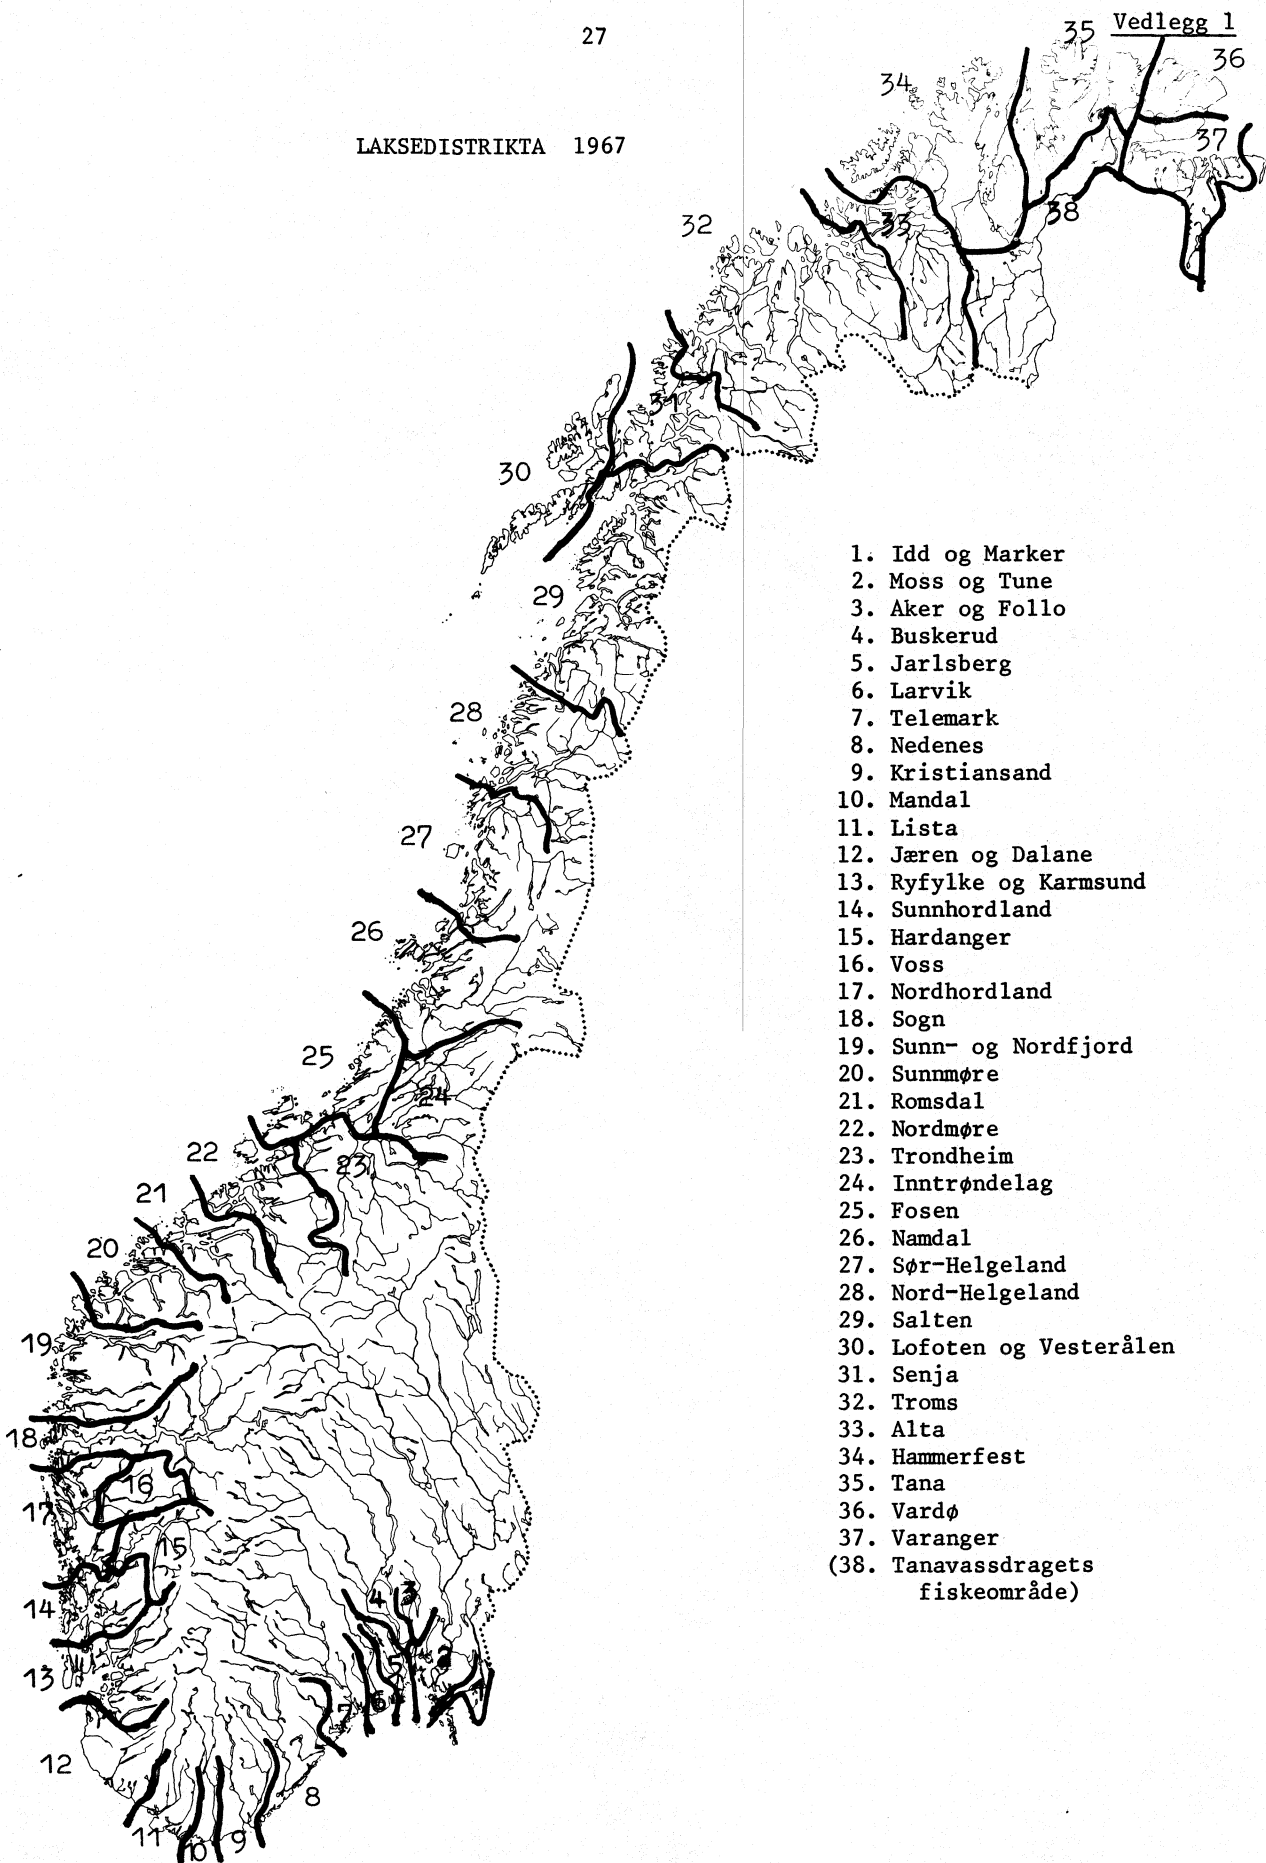 27
Vedlegg 1
LAKSEDISTRIKTA 1967
35
36
34
37
38
33
32
31
30
29
28
27
26
25
24
23
22
21
20
19
18
17
16
15
14
13
12
11
10
9
8
7
6
5
4
3
2
1
1. Idd og Marker
2. Moss og Tune
3. Aker og Follo
4. Buskerud
5. Jarlsberg
6. Larvik
7. Telemark
8. Nedenes
9. Kristiansand
10. Mandal
11. Lista
12. Jæren og Dalane
13. Ryfylke og Karmsund
14. Sunnhordland
15. Hardanger
16. Voss
17. Nordhordland
18. Sogn
19. Sunn- og Nordfjord
20. Sunnmøre
21. Romsdal
22. Nordmøre
23. Trondheim
24. Inntrøndelag
25. Fosen
26. Namdal
27. Sør-Helgeland
28. Nord-Helgeland
29. Salten
30. Lofoten og Vesterålen
31. Senja
32. Troms
33. Alta
34. Hammerfest
35. Tana
36. Vardø
37. Varanger
(38. Tanavassdragets
fiskeområde)